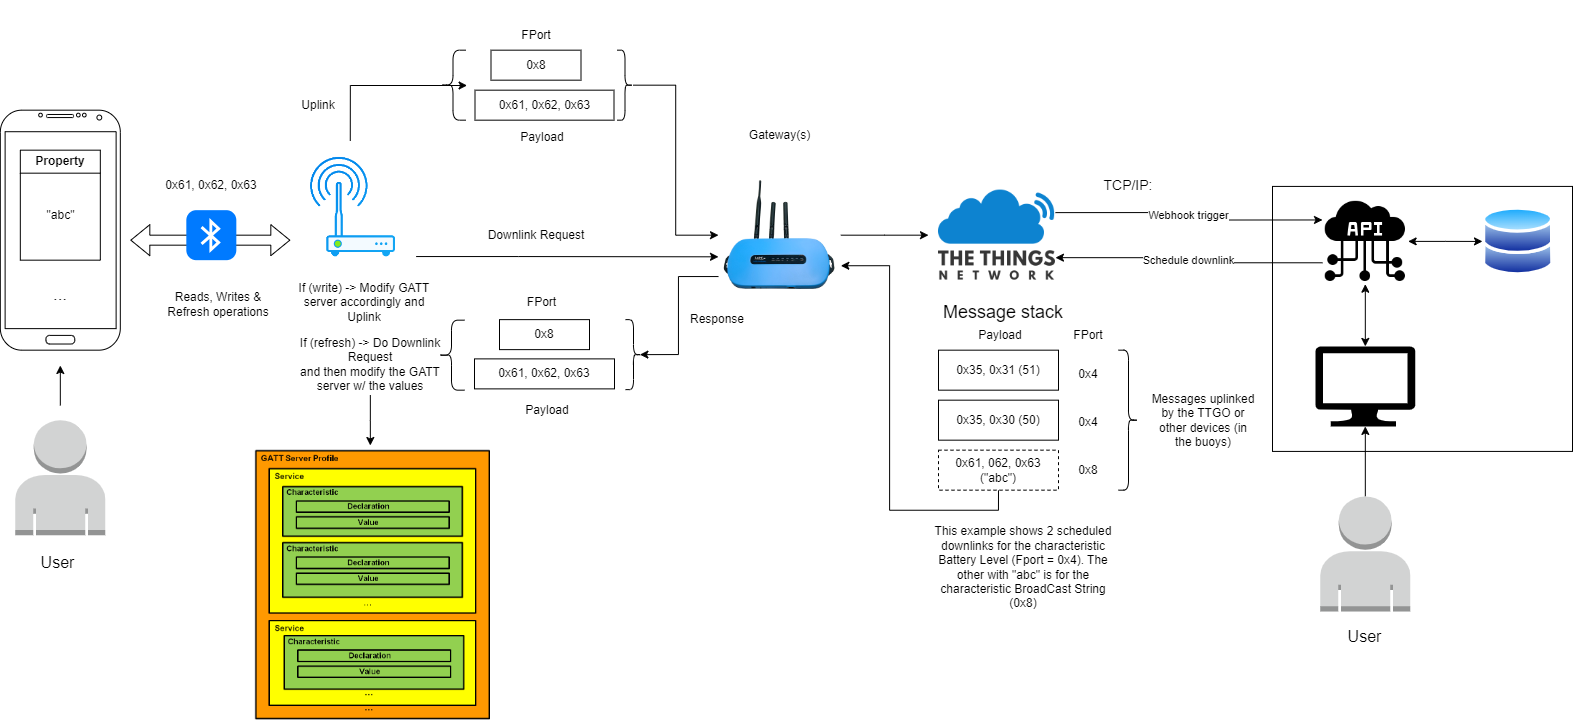 FPort
0x8
0x61, 0x62, 0x63
Payload
Uplink
Gateway(s)
Property
"abc"
...
0x61, 0x62, 0x63
Reads, Writes &
Refresh operations
Downlink Request
If (write) -> Modify GATT
server accordingly and
Uplink
If (refresh) -> Do Downlink
Request
and then modify the GATT
server w/ the values
FPort
0x8
0x61, 0x62, 0x63
Payload
Response
THE THINGS
NETWORK
TCP/IP:
Webhook trigger
Schedule downlink
API
Message stack
Payload
FPort
0x35, 0x31 (51)
0x4
0x35, 0x30 (50)
0x4
0x61, 062, 0x63
("abc")
0x8
Messages uplinked
by the TTGO or
other devices (in
the buoys)
This example shows 2 scheduled
downlinks for the characteristic
Battery Level (Fport = 0x4). The
other with "abc" is for the
characteristic BroadCast String
(0x8)
User
User
GATT Server Profile
Service
Characteristic
Declaration
Value
Characteristic
Declaration
Value
...
Service
Characteristic
Declaration
Value
...
...